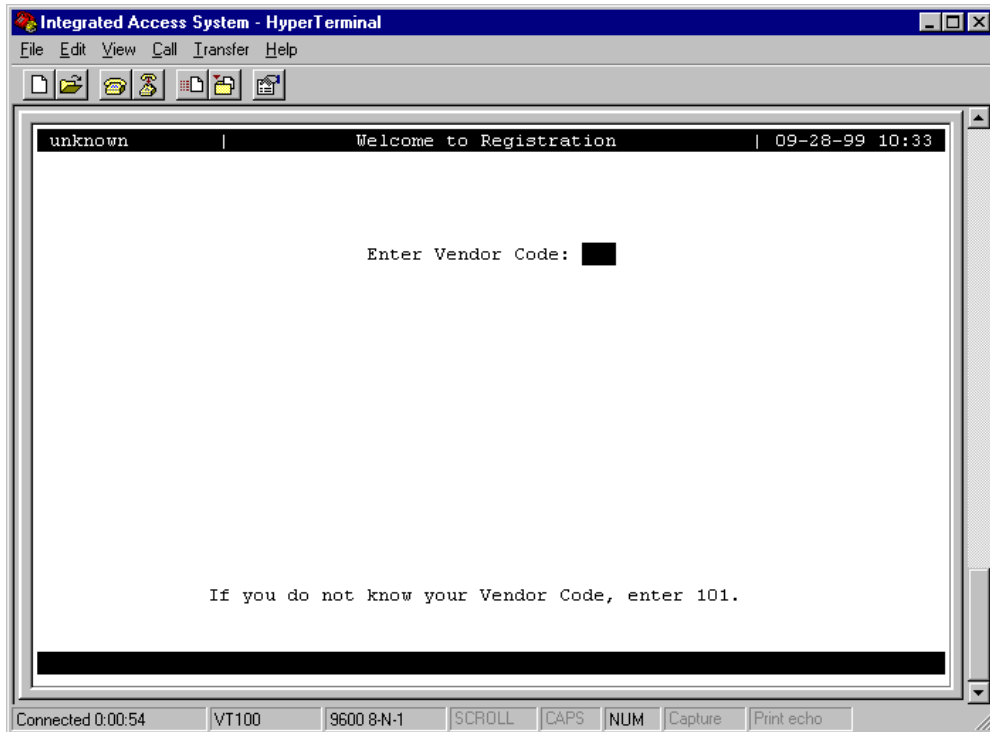 Integrated Access System - HyperTerminal
File Edit View Call Transfer Help
unknown | Welcome to Registration | 09-28-99 10:33
Enter Vendor Code:
If you do not know your Vendor Code, enter 101.
Connected 0:00:54 VT100 9600 8-N-1 SCROLL CAPS NUM Capture Print echo